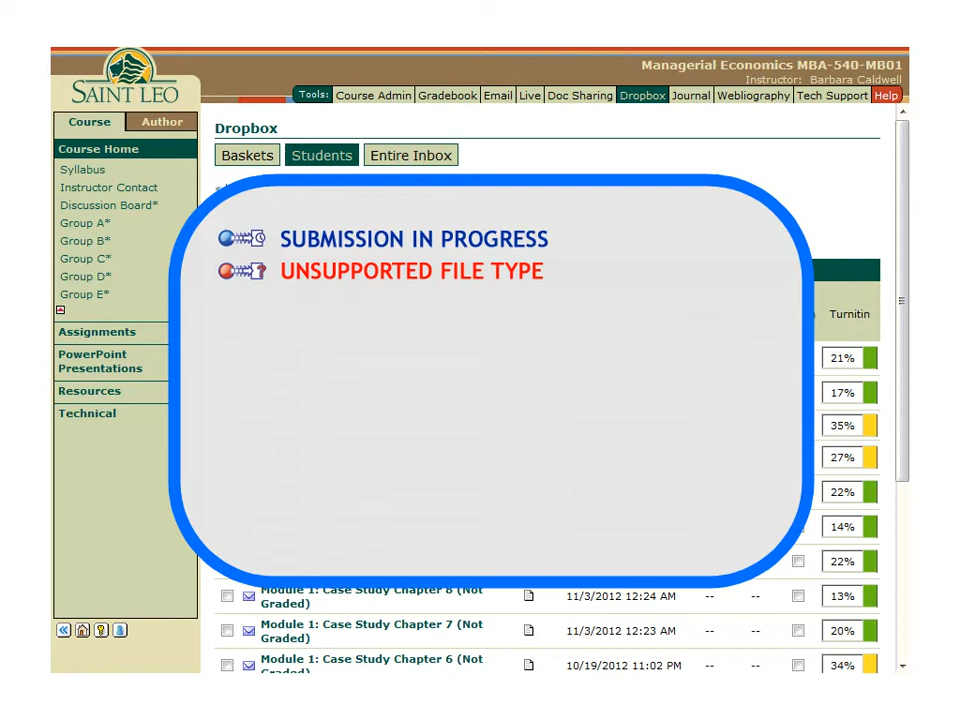 SAINT LEO
Managerial Economics MBA-540-MB01
Instructor: Barbara Caldwell
Tools: Course Admin Gradebook Email Live Doc Sharing Dropbox Journal Webliography Tech Support Help
Course Author
Course Home
Syllabus
Instructor Contact
Discussion Board*
Group A*
Group B*
Group C*
Group D*
Group E*
Assignments
PowerPoint
Presentations
Resources
Technical
Dropbox
Baskets Students Entire Inbox
SUBMISSION IN PROGRESS
UNSUPPORTED FILE TYPE
Turnitin
21%
17%
35%
27%
22%
14%
22%
Module 1: Case Study Chapter 8 (Not
Graded) 11/3/2012 12:24 AM -- -- 13%
Module 1: Case Study Chapter 7 (Not
Graded) 11/3/2012 12:23 AM -- -- 20%
Module 1: Case Study Chapter 6 (Not
Graded) 10/19/2012 11:02 PM -- -- 34%